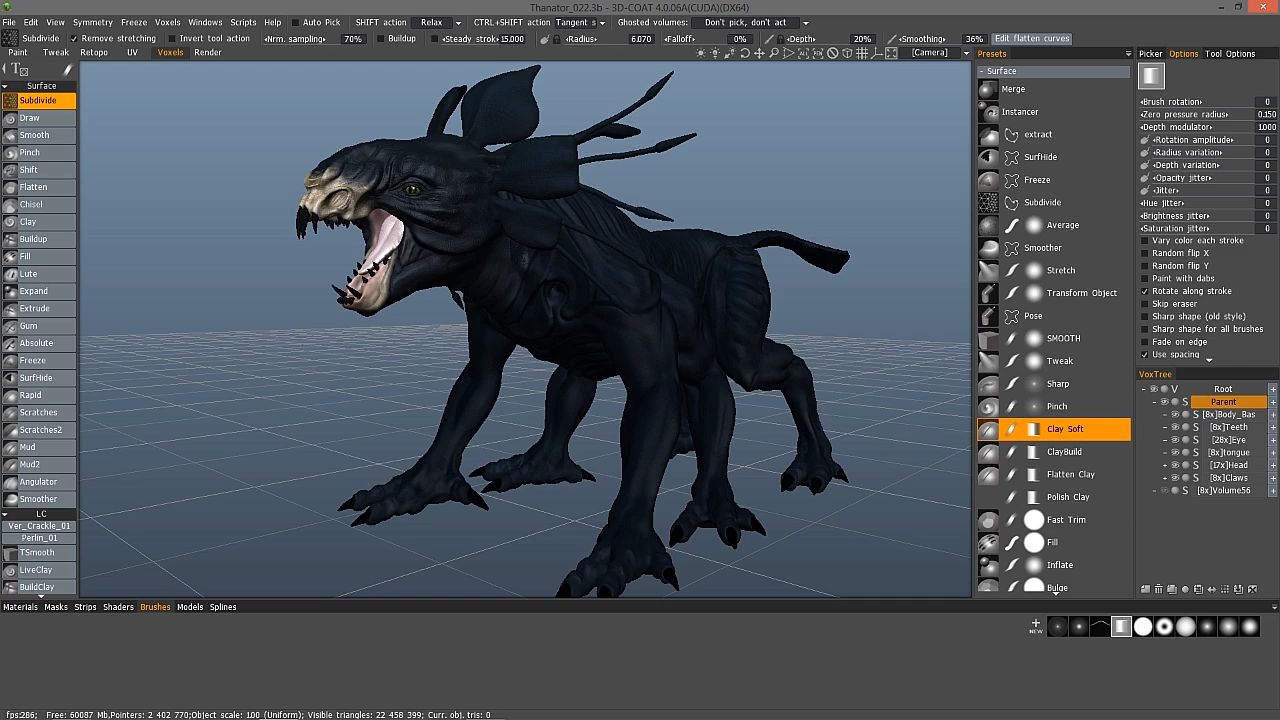 Thanator_022.3b - 3D-COAT 4.0.06A(CUDA)(DX64)
File Edit View Symmetry Freeze Voxels Windows Scripts Help Auto Pick SHIFT action Relax CTRL+SHIFT action Tangent s Ghosted volumes: Don't pick, don't act
Subdivide Remove stretching Invert tool action Nrm. sampling 70% Buildup Steady stroke 15.000 Radius 6.070 Falloff 0% Depth 20% Smoothing 36% Edit flatten curves
Paint Tweak Retopo UV Voxels Render [Camera]
Surface
Subdivide
Draw
Smooth
Pinch
Shift
Flatten
Chisel
Clay
Buildup
Fill
Lute
Expand
Extrude
Gum
Absolute
Freeze
SurfHide
Rapid
Scratches
Scratches2
Mud
Mud2
Angulator
Smoother
LC
Ver_Crackle_01
Perlin_01
TSmooth
LiveClay
BuildClay
Presets
- Surface
Merge
Instancer
extract
SurfHide
Freeze
Subdivide
Average
Smoother
Stretch
Transform Object
Pose
SMOOTH
Tweak
Sharp
Pinch
Clay Soft
ClayBuild
Flatten Clay
Polish Clay
Fast Trim
Fill
Inflate
Bulge
Picker Options Tool Options
Brush rotation 0
Zero pressure radius 0.150
Depth modulator 1.000
Rotation amplitude 0
Radius variation 0
Depth variation 0
Opacity jitter 0
Jitter 0
Hue jitter 0
Brightness jitter 0
Saturation jitter 0
Vary color each stroke
Random flip X
Random flip Y
Paint with dabs
Rotate along stroke
Skip eraser
Sharp shape (old style)
Sharp shape for all brushes
Fade on edge
Use spacing
VoxTree
V Root
Parent
S [8x]Body_Bas
S [8x]Teeth
S [28x]Eye
S [8x]tongue
S [17x]Head
S [8x]Claws
S [8x]Volume56
Materials Masks Strips Shaders Brushes Models Splines
NEW
fps:286; Free: 60087 Mb,Pointers: 2 402 770;Object scale: 100 (Uniform); Visible triangles: 22 458 399; Curr. obj. tris: 0